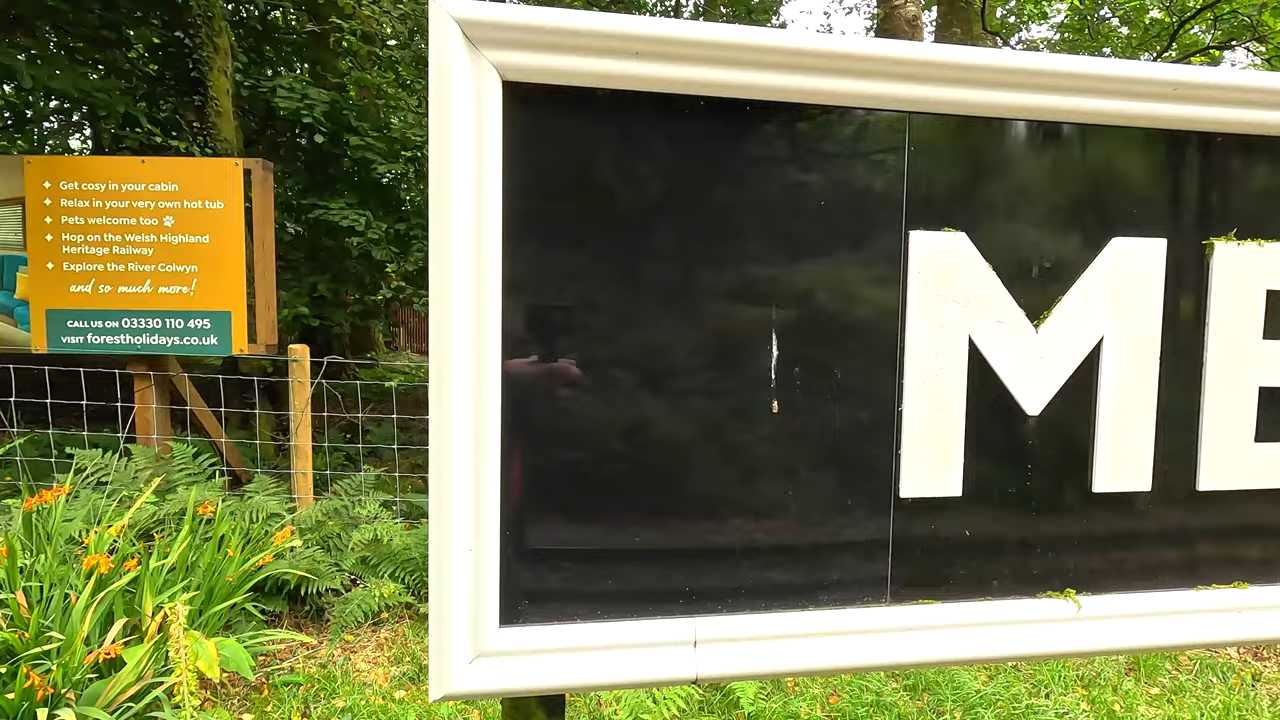 Get cosy in your cabin
Relax in your very own hot tub
Pets welcome too
Hop on the Welsh Highland
Heritage Railway
Explore the River Colwyn
and so much more!
CALL US ON 03330 110 495
VISIT forestholidays.co.uk
ME